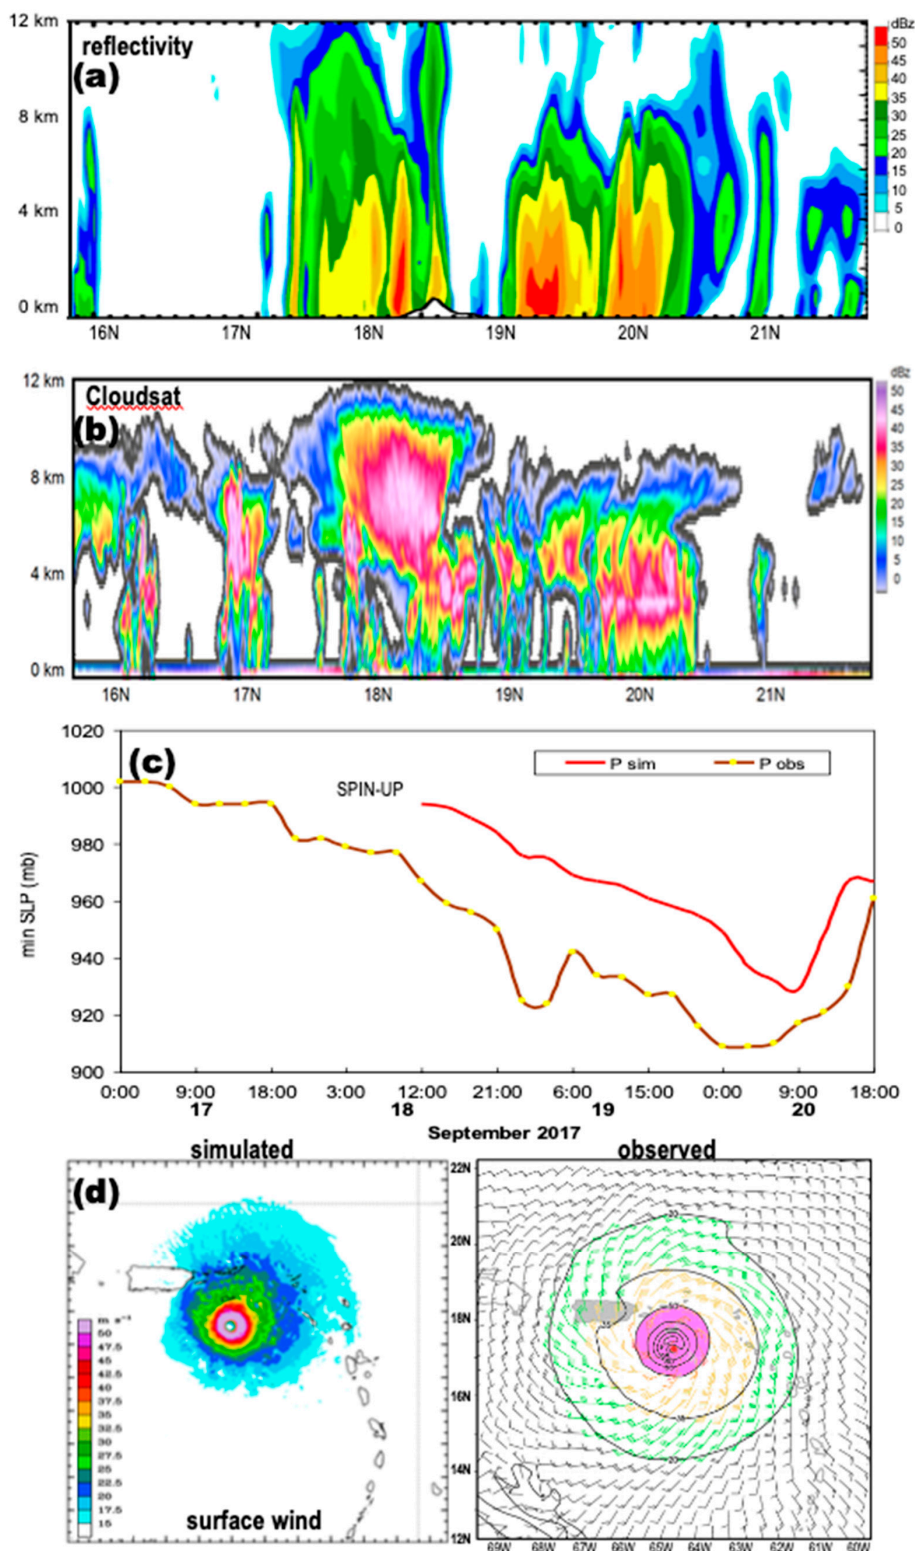 12 km
reflectivity
(a)
8 km
4 km
0 km
16N 17N 18N 19N 20N 21N
dBz
50
45
40
35
30
25
20
15
10
5
0
12 km
Cloudsat
(b)
8 km
4 km
0 km
16N 17N 18N 19N 20N 21N
dBz
50
45
40
35
30
25
20
15
10
5
0
(c)
P sim P obs
SPIN-UP
min SLP (mb)
1020
1000
980
960
940
920
900
0:00 9:00 18:00 3:00 12:00 21:00 6:00 15:00 0:00 9:00 18:00
17 18 19 20
September 2017
simulated
(d)
m s⁻¹
50
47.5
45
42.5
40
37.5
35
32.5
30
27.5
25
22.5
20
17.5
15
surface wind
observed
22N
20N
18N
16N
14N
12N
69W 68W 67W 66W 65W 64W 63W 62W 61W 60W